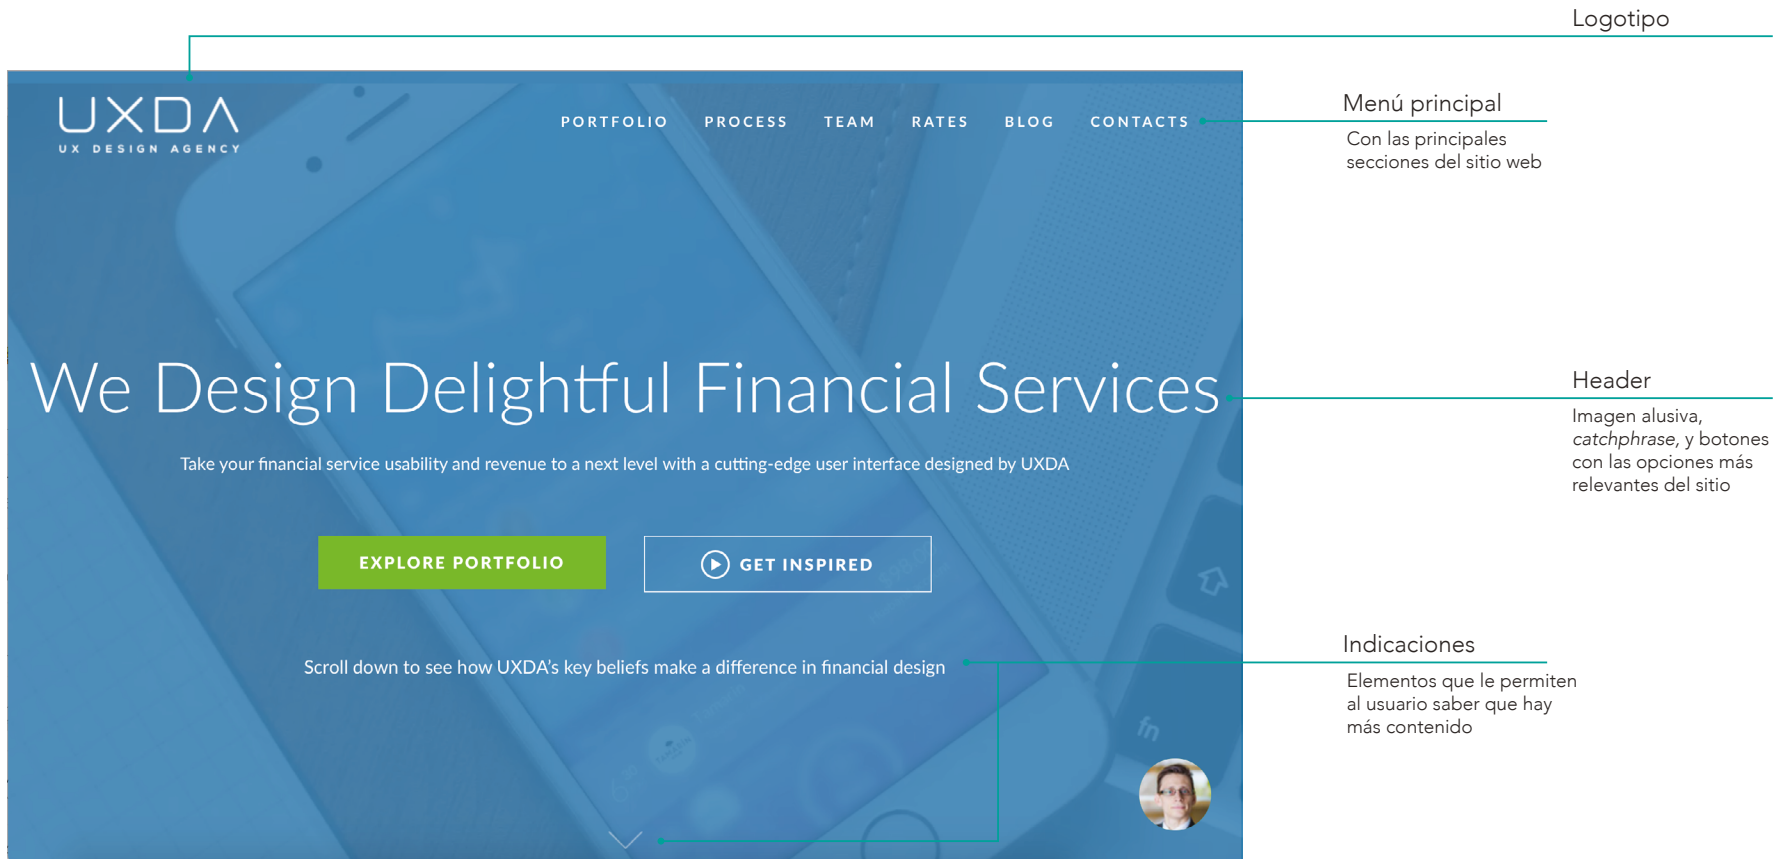 Logotipo
UXDA
UX DESIGN AGENCY
PORTFOLIO PROCESS TEAM RATES BLOG CONTACTS
Menú principal
Con las principales
secciones del sitio web
We Design Delightful Financial Services
Header
Imagen alusiva,
catchphrase, y botones
con las opciones más
relevantes del sitio
Take your financial service usability and revenue to a next level with a cutting-edge user interface designed by UXDA
EXPLORE PORTFOLIO
GET INSPIRED
Scroll down to see how UXDA’s key beliefs make a difference in financial design
Indicaciones
Elementos que le permiten
al usuario saber que hay
más contenido
fn